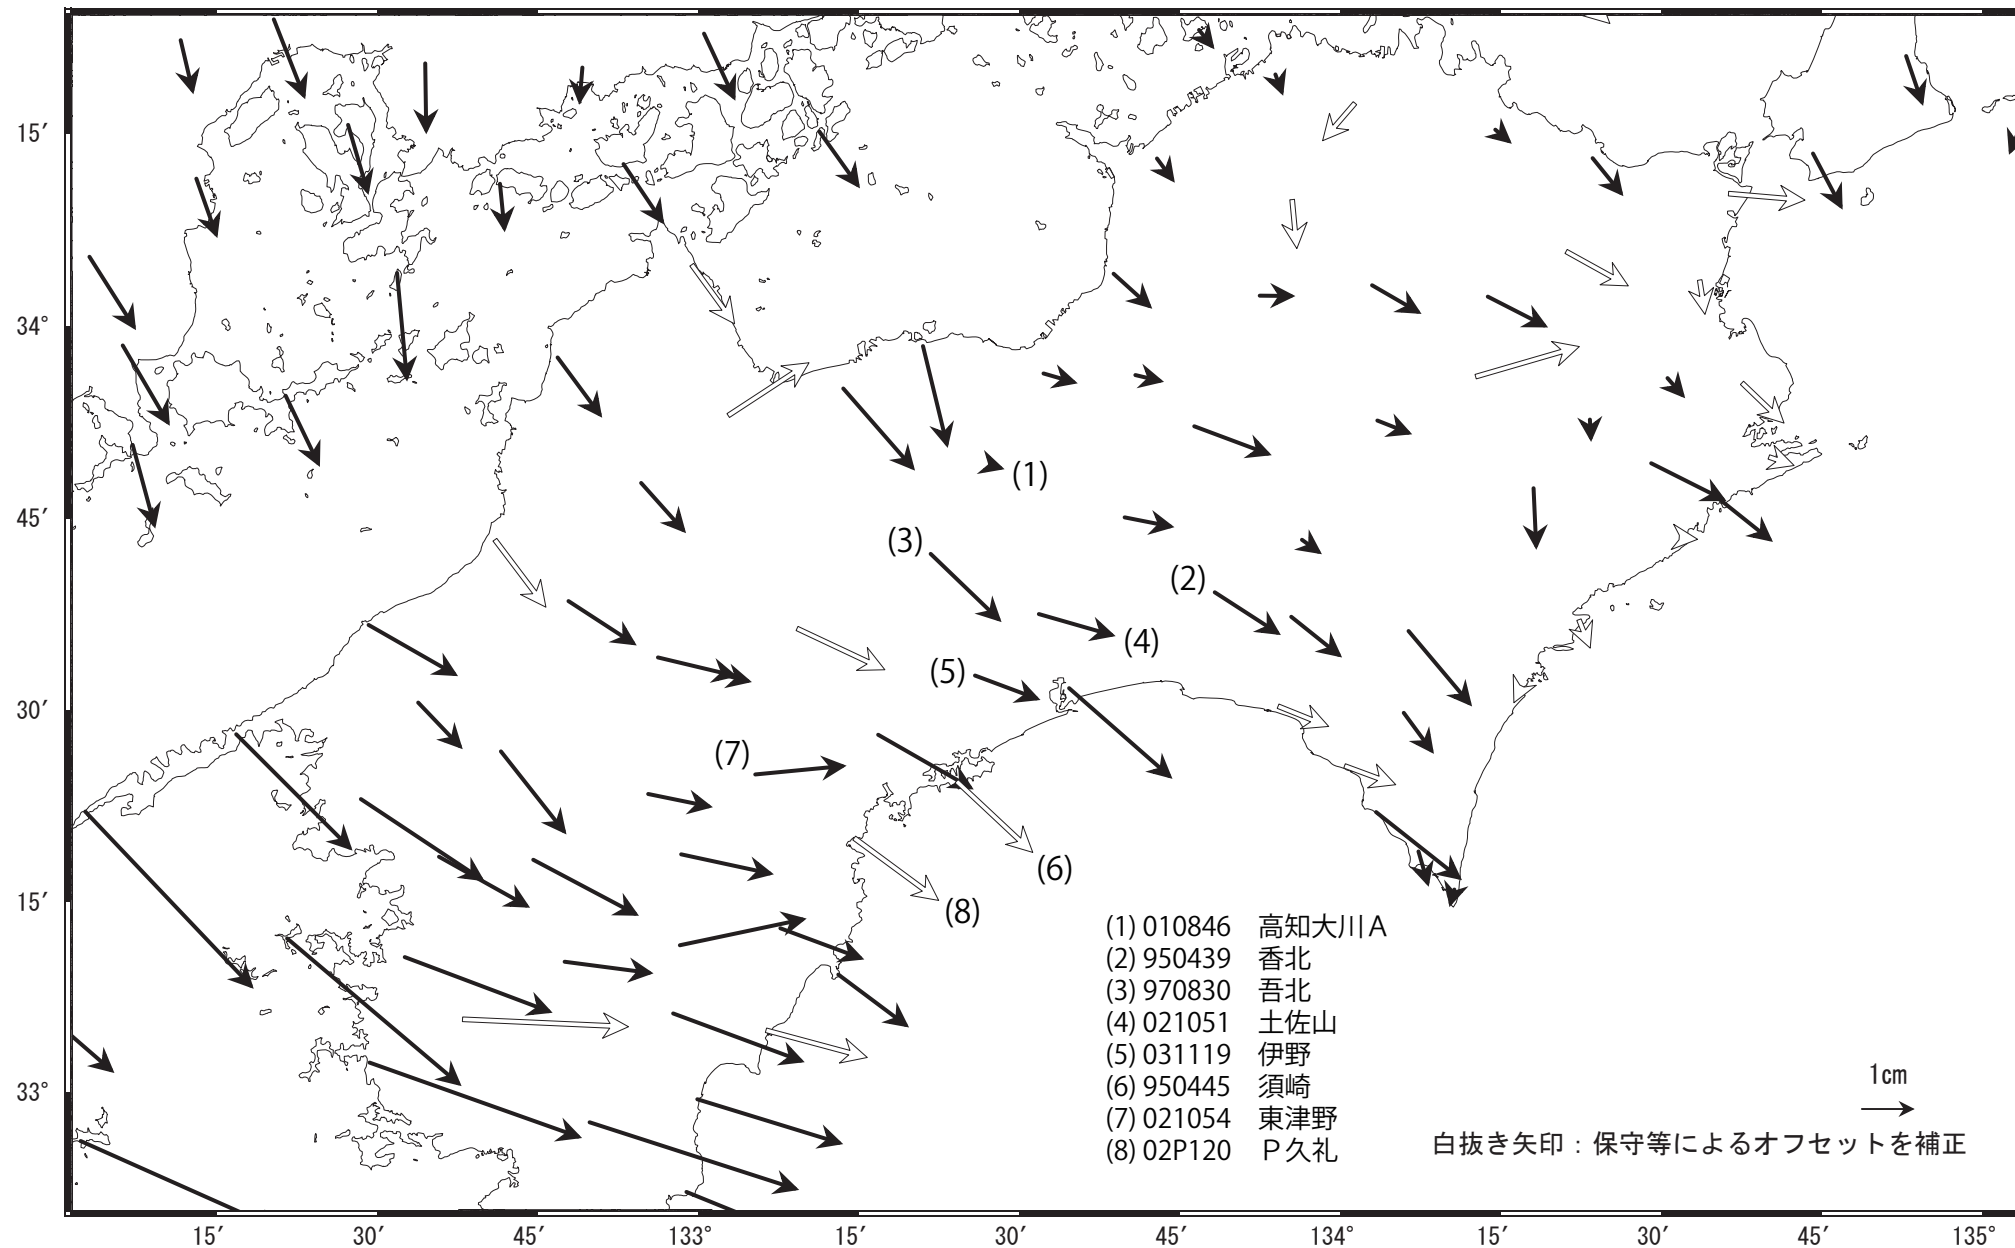 15′
34°
45′
30′
15′
33°
(1)
(3)
(2)
(4)
(5)
(7)
(6)
(8)
(1) 010846 高知大川A
(2) 950439 香北
(3) 970830 吾北
(4) 021051 土佐山
(5) 031119 伊野
(6) 950445 須崎
(7) 021054 東津野
(8) 02P120 P久礼
1cm
白抜き矢印：保守等によるオフセットを補正
15′ 30′ 45′ 133° 15′ 30′ 45′ 134° 15′ 30′ 45′ 135°